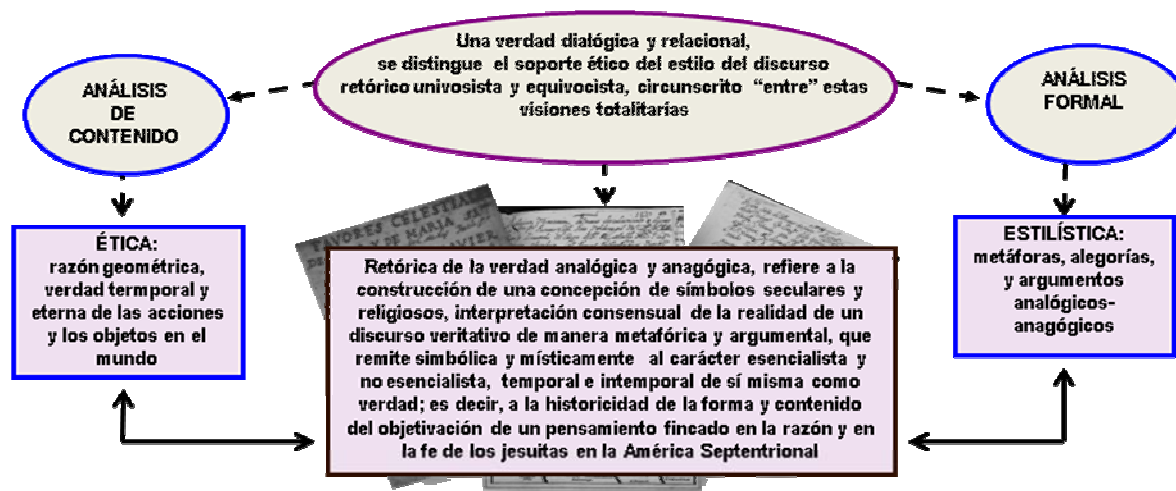 Una verdad dialógica y relacional,
se distingue el soporte ético del estilo del discurso
retórico univosista y equivocista, circunscrito “entre” estas
visiones totalitarías
ANÁLISIS
DE
CONTENIDO
ANÁLISIS
FORMAL
ÉTICA:
razón geométrica,
verdad termporal y
eterna de las acciones
y los objetos en el
mundo
FAVORES CELESTIALES
Y DE MARIA
AVIER
Retórica de la verdad analógica y anagógica, refiere a la
construcción de una concepción de símbolos seculares y
religiosos, interpretación consensual de la realidad de un
discurso veritativo de manera metafórica y argumental, que
remite simbólica y místicamente al carácter esencialista y
no esencialista, temporal e intemporal de sí misma como
verdad; es decir, a la historicidad de la forma y contenido
del objetivación de un pensamiento fincado en la razón y en
la fe de los jesuitas en la América Septentrional
ESTILÍSTICA:
metáforas, alegorías,
y argumentos
analógicos-
anagógicos